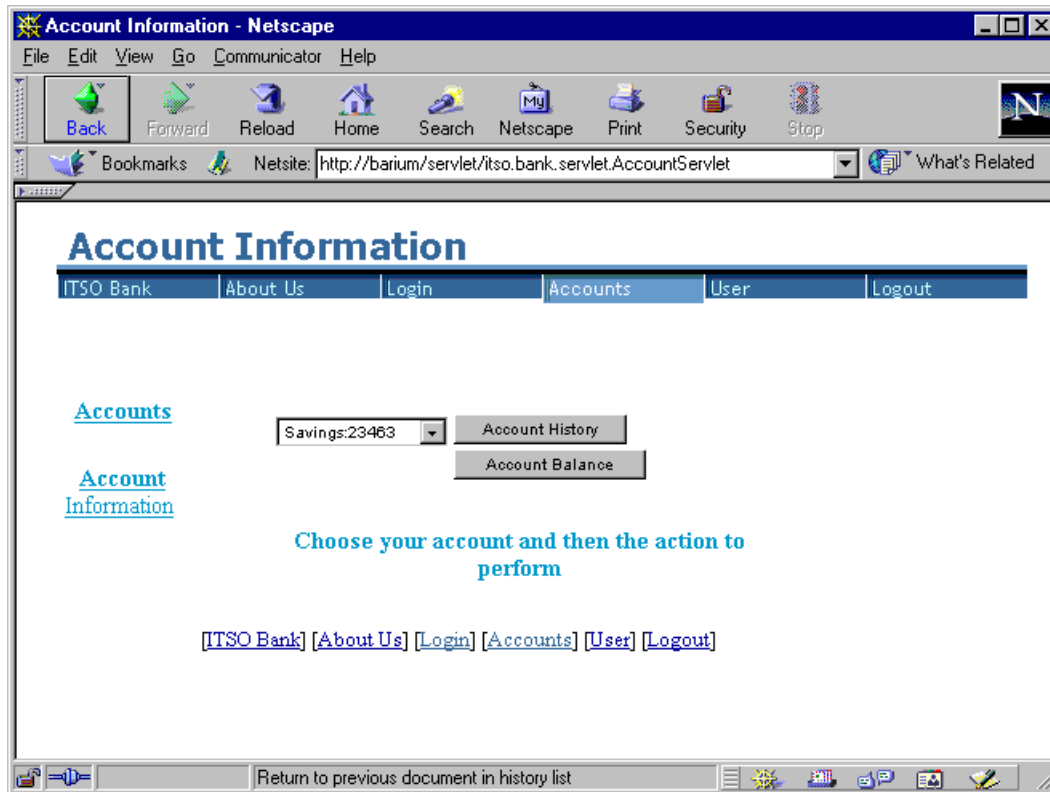 Account Information - Netscape
File Edit View Go Communicator Help
My
N
Back Forward Reload Home Search Netscape Print Security Stop
Bookmarks Netsite: http://barium/servlet/itso.bank.servlet.AccountServlet What's Related
Account Information
ITSO Bank About Us Login Accounts User Logout
Accounts
Savings:23463 Account History
Account Balance
Account
Information
Choose your account and then the action to
perform
[ITSO Bank] [About Us] [Login] [Accounts] [User] [Logout]
Return to previous document in history list